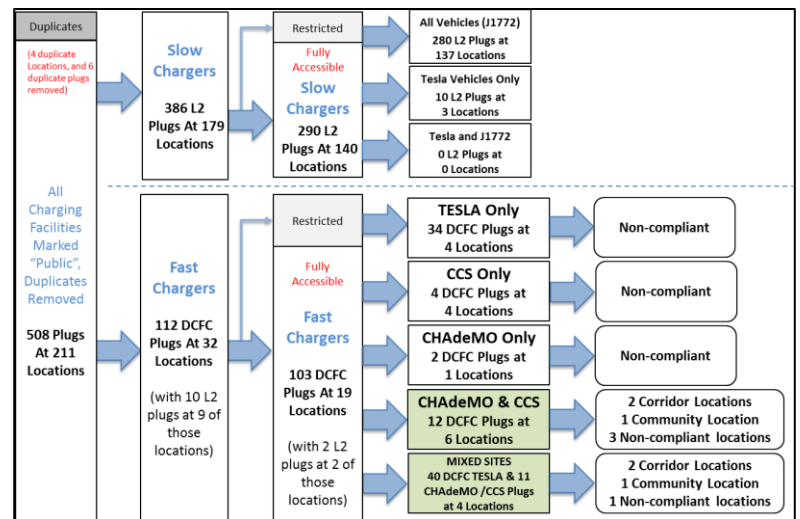 Duplicates
(4 duplicate
Locations, and 6
duplicate plugs
removed)
All
Charging
Facilities
Marked
“Public”,
Duplicates
Removed
508 Plugs
At 211
Locations
Slow
Chargers
386 L2
Plugs At 179
Locations
Restricted
Fully
Accessible
Slow
Chargers
290 L2
Plugs At 140
Locations
All Vehicles (J1772)
280 L2 Plugs at
137 Locations
Tesla Vehicles Only
10 L2 Plugs at
3 Locations
Tesla and J1772
0 L2 Plugs at
0 Locations
Fast
Chargers
112 DCFC
Plugs At 32
Locations
(with 10 L2
plugs at 9 of
those
locations)
Restricted
Fully
Accessible
Fast
Chargers
103 DCFC
Plugs At 19
Locations
(with 2 L2
plugs at 2 of
those
locations)
TESLA Only
34 DCFC Plugs at
4 Locations
Non-compliant
CCS Only
4 DCFC Plugs at
4 Locations
Non-compliant
CHAdeMO Only
2 DCFC Plugs at
1 Locations
Non-compliant
CHAdeMO & CCS
12 DCFC Plugs at
6 Locations
2 Corridor Locations
1 Community Location
3 Non-compliant locations
MIXED SITES
40 DCFC TESLA & 11
CHAdeMO /CCS Plugs
at 4 Locations
2 Corridor Locations
1 Community Location
1 Non-compliant locations